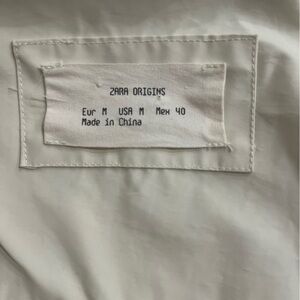 ZARA ORIGINS
Eur M USA M Mex 40
Made in China